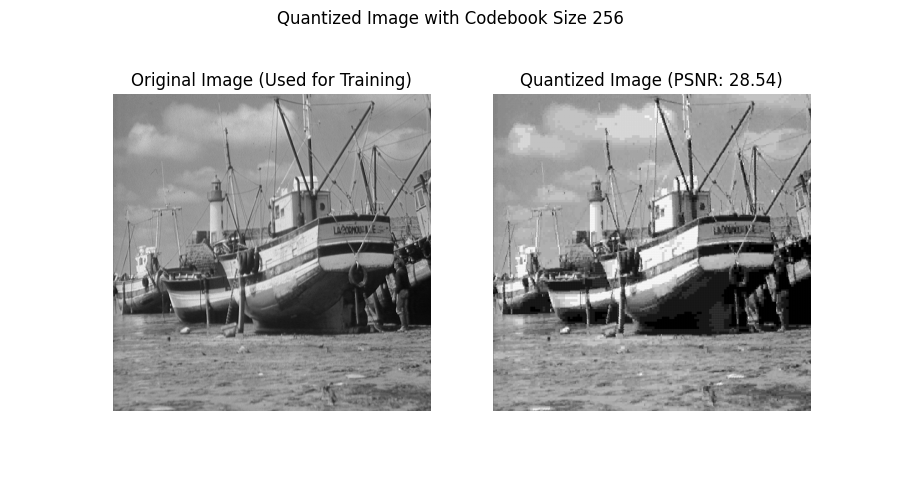 Quantized Image with Codebook Size 256
Original Image (Used for Training)
Quantized Image (PSNR: 28.54)